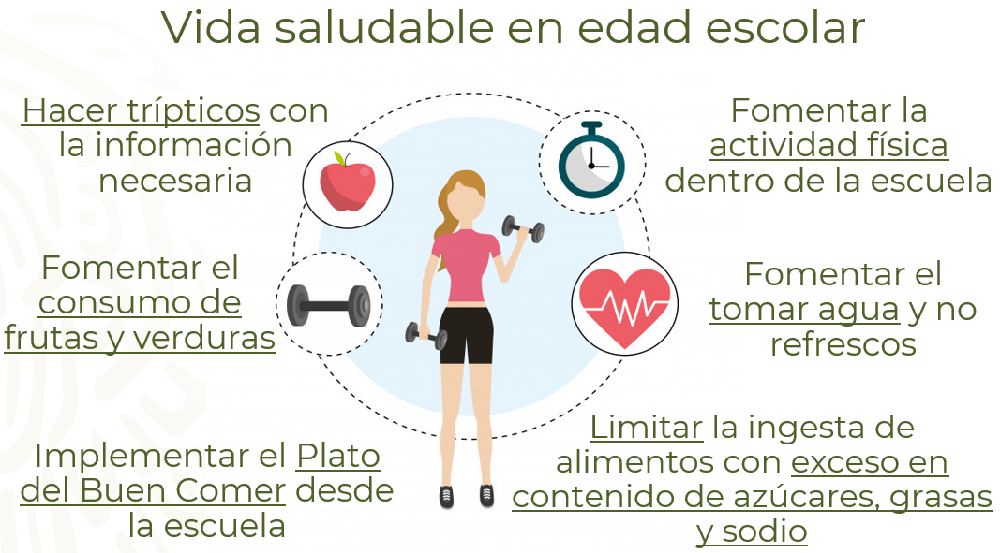 Vida saludable en edad escolar
Hacer trípticos con
la información
necesaria
Fomentar la
actividad física
dentro de la escuela
Fomentar el
consumo de
frutas y verduras
Fomentar el
tomar agua y no
refrescos
Implementar el Plato
del Buen Comer desde
la escuela
Limitar la ingesta de
alimentos con exceso en
contenido de azúcares, grasas
y sodio